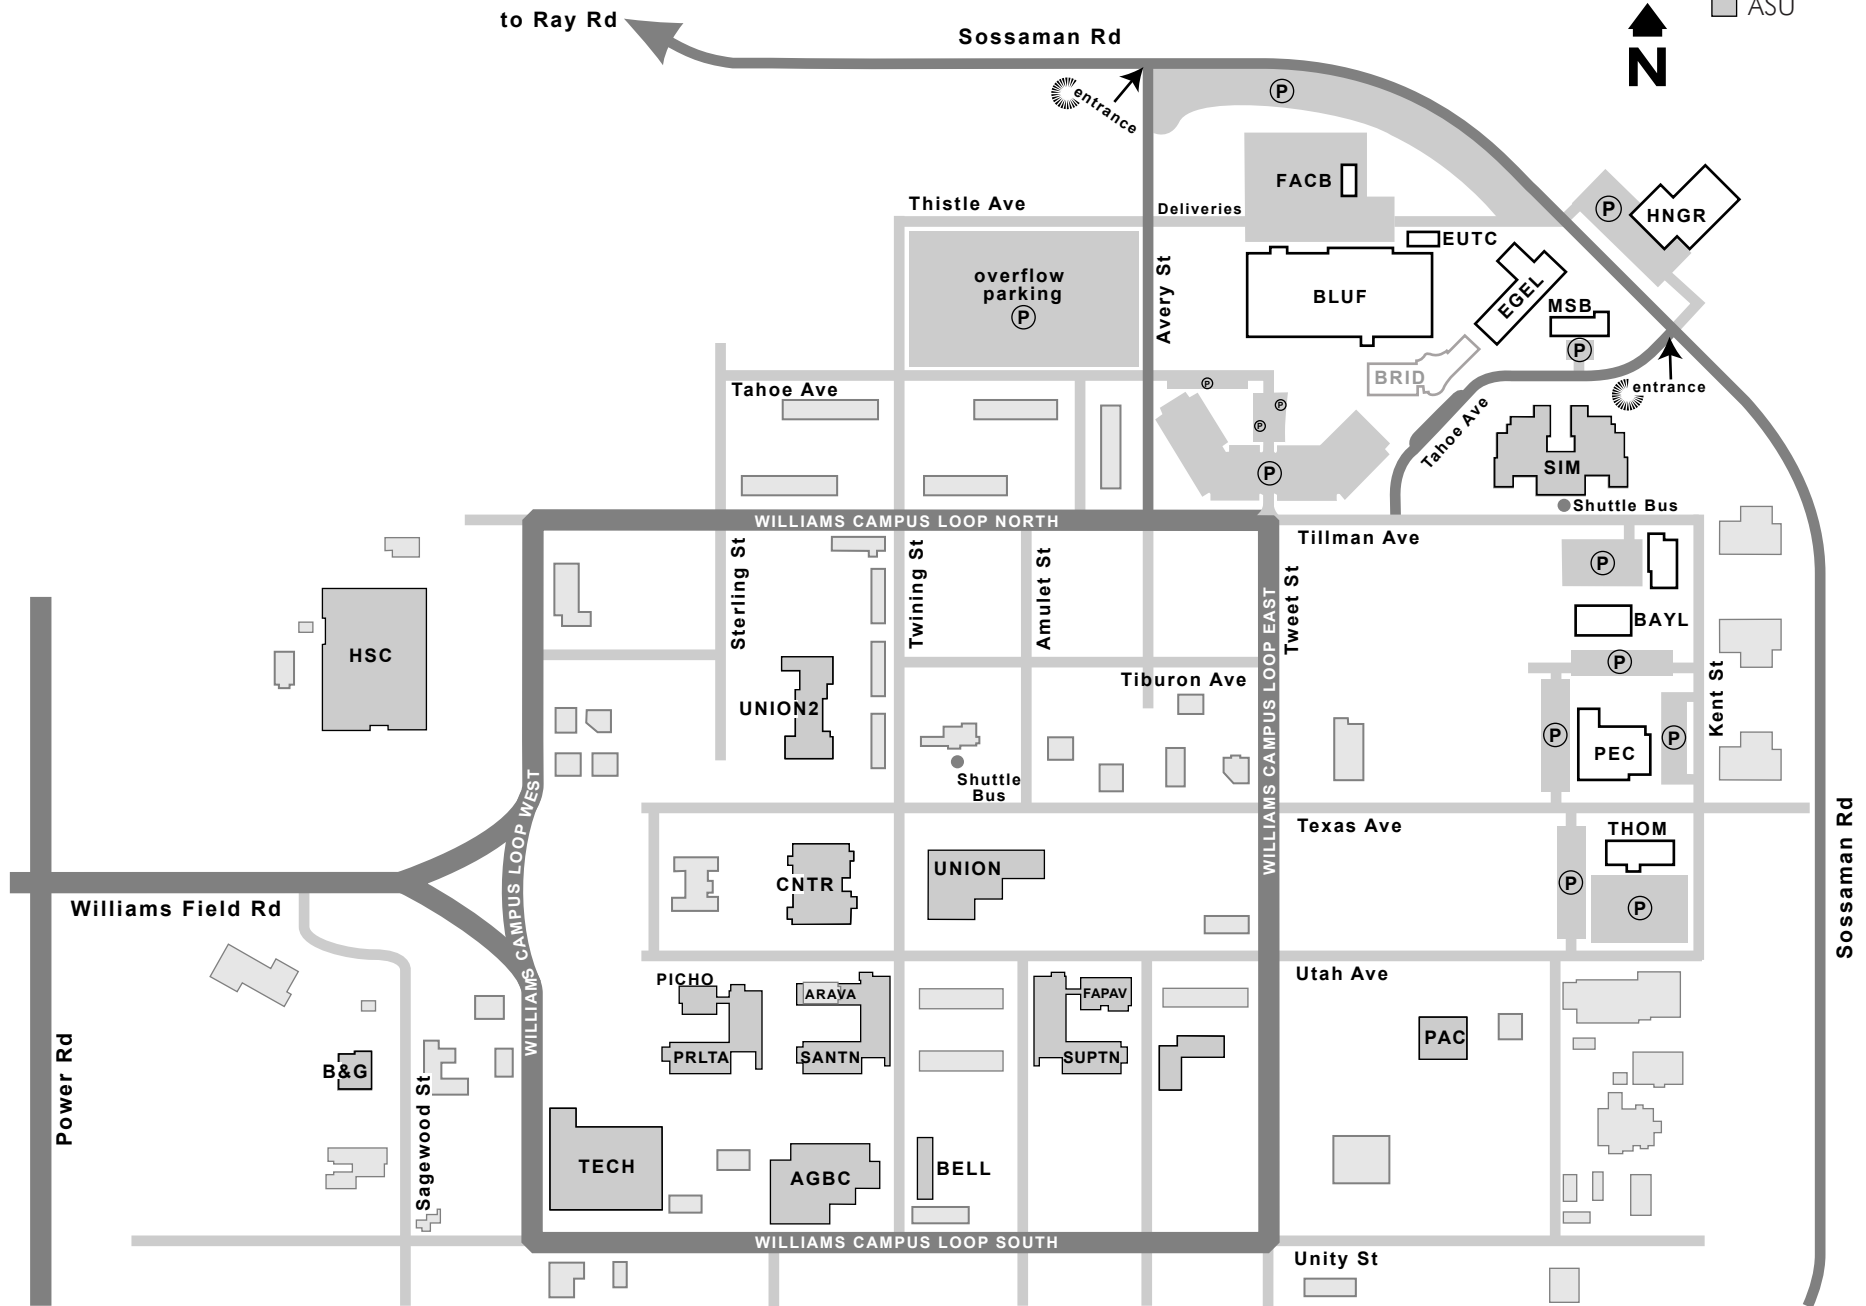 ASU
to Ray Rd
Sossaman Rd
N
P
entrance
FACB
P
HNGR
Thistle Ave
Deliveries
EUTC
overflow
parking
P
Avery St
BLUF
EGEL
MSB
P
BRID
entrance
Tahoe Ave
P
P
P
P
Tahoe Ave
SIM
Shuttle Bus
WILLIAMS CAMPUS LOOP NORTH
Tillman Ave
Sterling St
Twining St
Amulet St
Tweet St
P
BAYL
HSC
P
Tiburon Ave
UNION2
Kent St
P
P
PEC
Shuttle
Bus
WILLIAMS CAMPUS LOOP WEST
WILLIAMS CAMPUS LOOP EAST
Texas Ave
THOM
Sossaman Rd
CNTR
UNION
P
P
Williams Field Rd
Utah Ave
PICHO
ARAVA
FAPAV
PRLTA
SANTN
SUPTN
PAC
B&G
Power Rd
Sagewood St
TECH
AGBC
BELL
WILLIAMS CAMPUS LOOP SOUTH
Unity St